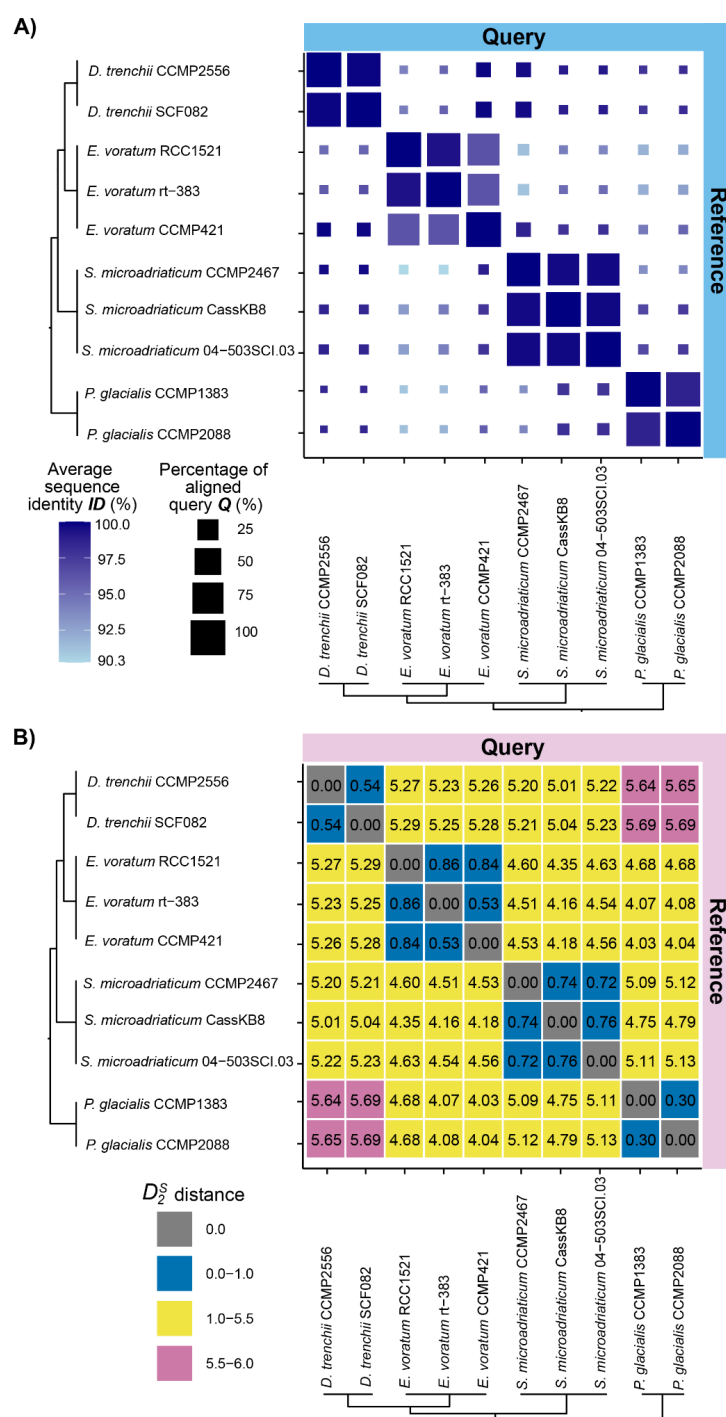 A)
Query
Reference
D. trenchii CCMP2556
D. trenchii SCF082
E. voratum RCC1521
E. voratum rt-383
E. voratum CCMP421
S. microadriaticum CCMP2467
S. microadriaticum CassKB8
S. microadriaticum 04-503SCI.03
P. glacialis CCMP1383
P. glacialis CCMP2088
Average
sequence
identity ID (%)
100.0
97.5
95.0
92.5
90.3
Percentage of
aligned
query Q (%)
25
50
75
100
D. trenchii CCMP2556
D. trenchii SCF082
E. voratum RCC1521
E. voratum rt−383
E. voratum CCMP421
S. microadriaticum CCMP2467
S. microadriaticum CassKB8
S. microadriaticum 04−503SCI.03
P. glacialis CCMP1383
P. glacialis CCMP2088
B)
Query
Reference
D. trenchii CCMP2556 0.00 0.54 5.27 5.23 5.26 5.20 5.01 5.22 5.64 5.65
D. trenchii SCF082 0.54 0.00 5.29 5.25 5.28 5.21 5.04 5.23 5.69 5.69
E. voratum RCC1521 5.27 5.29 0.00 0.86 0.84 4.60 4.35 4.63 4.68 4.68
E. voratum rt−383 5.23 5.25 0.86 0.00 0.53 4.51 4.16 4.54 4.07 4.08
E. voratum CCMP421 5.26 5.28 0.84 0.53 0.00 4.53 4.18 4.56 4.03 4.04
S. microadriaticum CCMP2467 5.20 5.21 4.60 4.51 4.53 0.00 0.74 0.72 5.09 5.12
S. microadriaticum CassKB8 5.01 5.04 4.35 4.16 4.18 0.74 0.00 0.76 4.75 4.79
S. microadriaticum 04-503SCI.03 5.22 5.23 4.63 4.54 4.56 0.72 0.76 0.00 5.11 5.13
P. glacialis CCMP1383 5.64 5.69 4.68 4.07 4.03 5.09 4.75 5.11 0.00 0.30
P. glacialis CCMP2088 5.65 5.69 4.68 4.08 4.04 5.12 4.79 5.13 0.30 0.00
D₂ˢ distance
0.0
0.0−1.0
1.0−5.5
5.5−6.0
D. trenchii CCMP2556
D. trenchii SCF082
E. voratum RCC1521
E. voratum rt−383
E. voratum CCMP421
S. microadriaticum CCMP2467
S. microadriaticum CassKB8
S. microadriaticum 04−503SCI.03
P. glacialis CCMP1383
P. glacialis CCMP2088